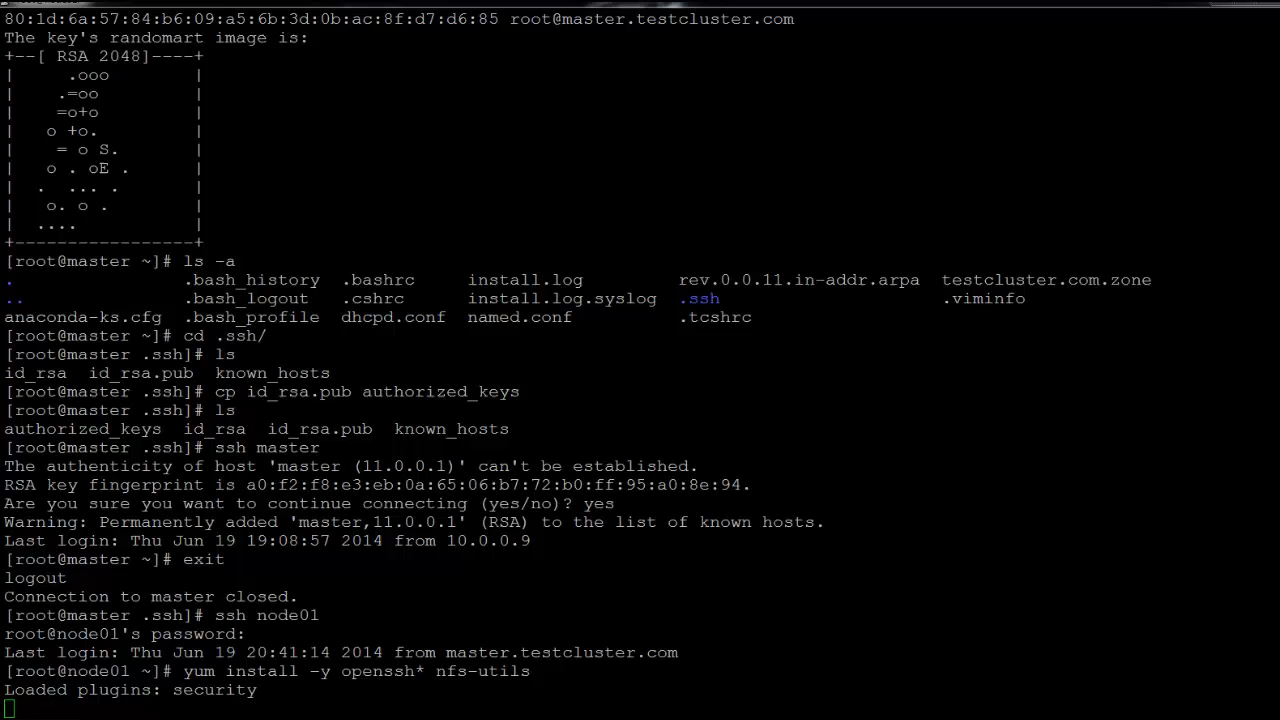 80:1d:6a:57:84:b6:09:a5:6b:3d:0b:ac:8f:d7:d6:85 root@master.testcluster.com
The key's randomart image is:
+--[ RSA 2048]----+
|      .ooo       |
|     .=oo        |
|     =o+o        |
|    o +o.        |
|     = o S.      |
|    o . oE .     |
|   .  ... .      |
|    o. o .       |
|   ....          |
+-----------------+
[root@master ~]# ls -a
.                .bash_history  .bashrc     install.log         rev.0.0.11.in-addr.arpa  testcluster.com.zone
..               .bash_logout   .cshrc      install.log.syslog  .ssh                     .viminfo
anaconda-ks.cfg  .bash_profile  dhcpd.conf  named.conf          .tcshrc
[root@master ~]# cd .ssh/
[root@master .ssh]# ls
id_rsa  id_rsa.pub  known_hosts
[root@master .ssh]# cp id_rsa.pub authorized_keys
[root@master .ssh]# ls
authorized_keys  id_rsa  id_rsa.pub  known_hosts
[root@master .ssh]# ssh master
The authenticity of host 'master (11.0.0.1)' can't be established.
RSA key fingerprint is a0:f2:f8:e3:eb:0a:65:06:b7:72:b0:ff:95:a0:8e:94.
Are you sure you want to continue connecting (yes/no)? yes
Warning: Permanently added 'master,11.0.0.1' (RSA) to the list of known hosts.
Last login: Thu Jun 19 19:08:57 2014 from 10.0.0.9
[root@master ~]# exit
logout
Connection to master closed.
[root@master .ssh]# ssh node01
root@node01's password:
Last login: Thu Jun 19 20:41:14 2014 from master.testcluster.com
[root@node01 ~]# yum install -y openssh* nfs-utils
Loaded plugins: security